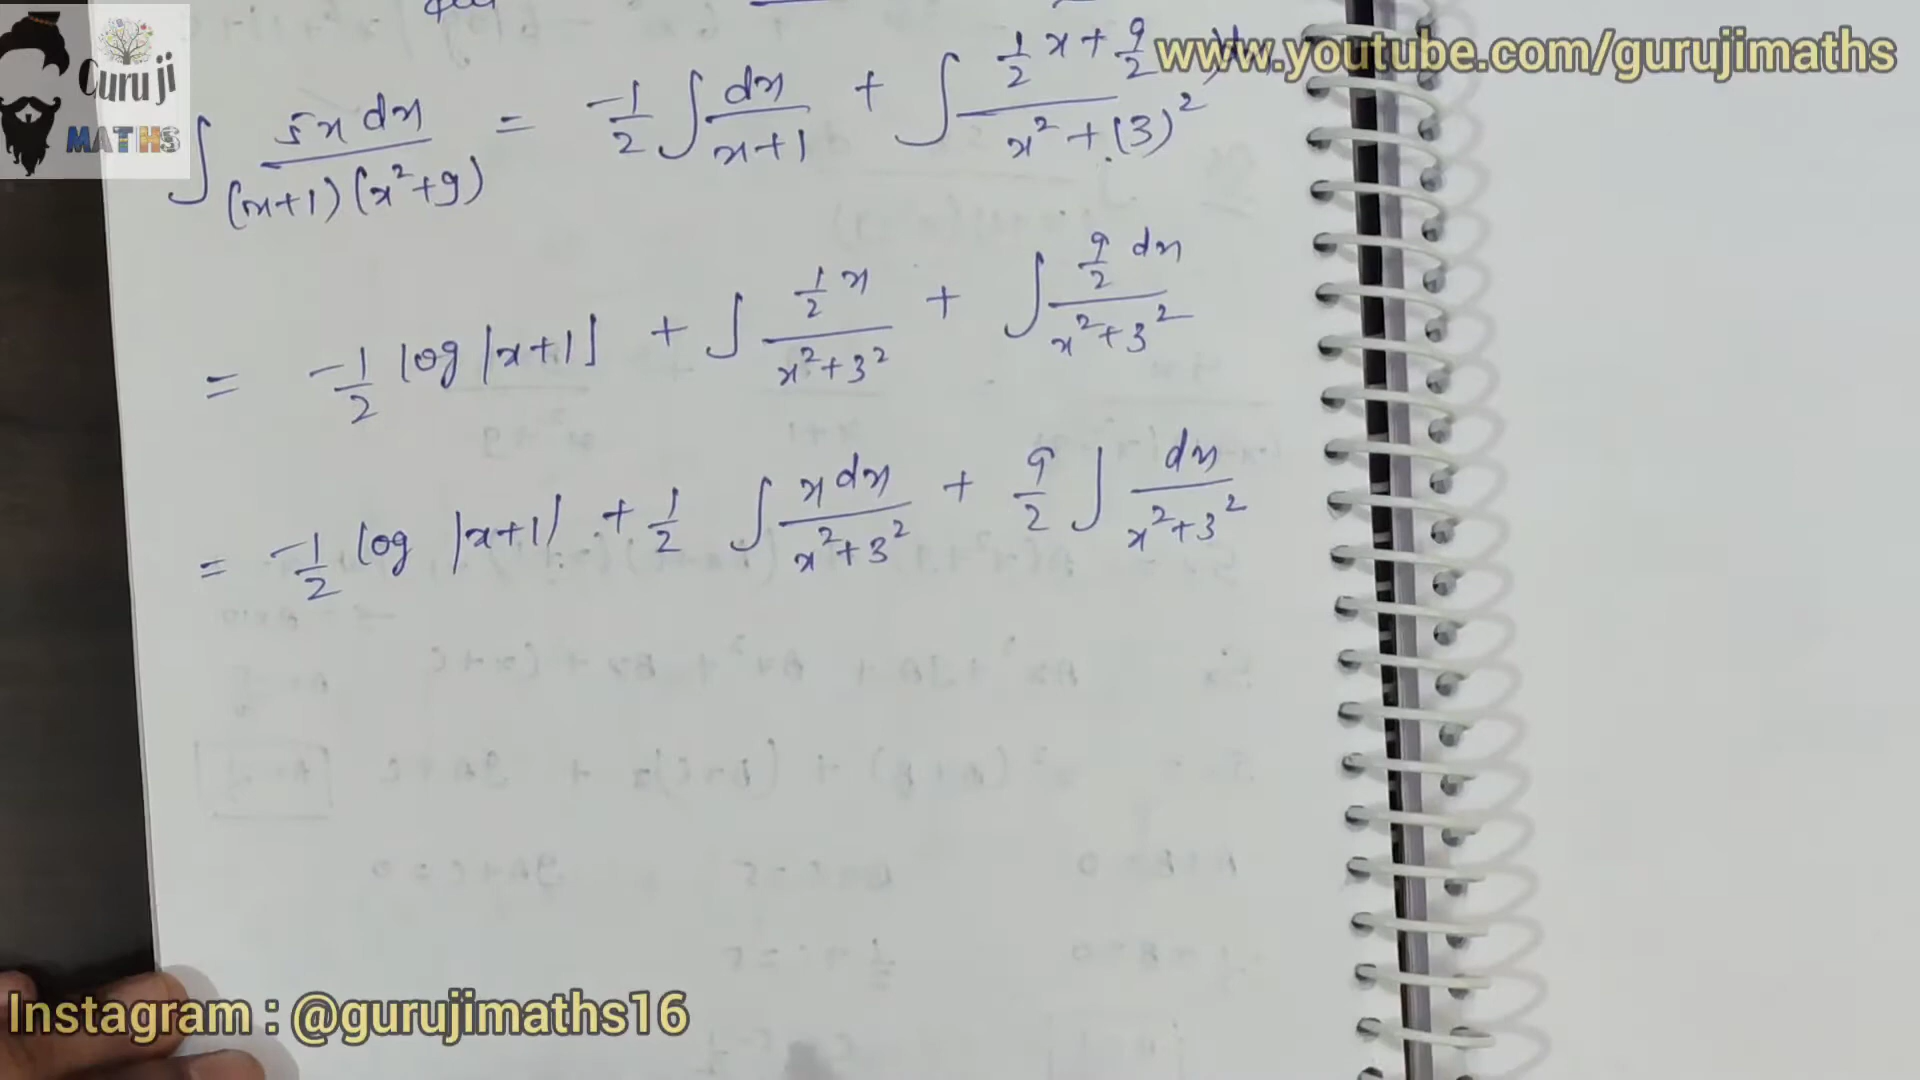 www.youtube.com/gurujimaths
Guruji
MATHS
∫ 5x dx / (x+1)(x²+9) = -1/2 ∫ dx / x+1 + ∫ 1/2 x + 9/2 / x² + (3)²
= -1/2 log |x+1| + ∫ 1/2 x / x²+3² + ∫ 9/2 dx / x²+3²
= -1/2 log |x+1| + 1/2 ∫ x dx / x²+3² + 9/2 ∫ dx / x²+3²
Instagram : @gurujimaths16